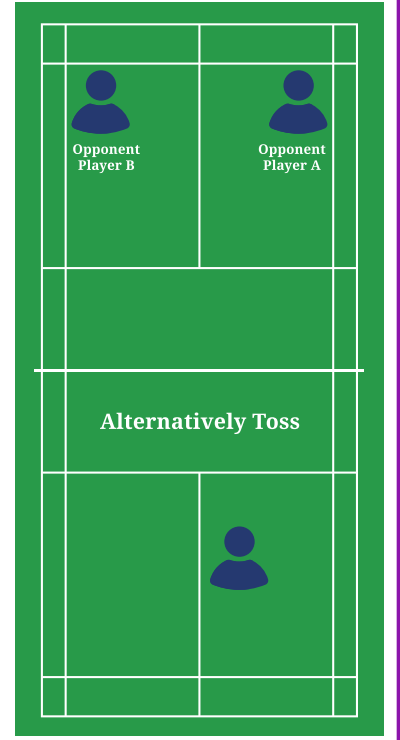 Opponent
Player B
Opponent
Player A
Alternatively Toss